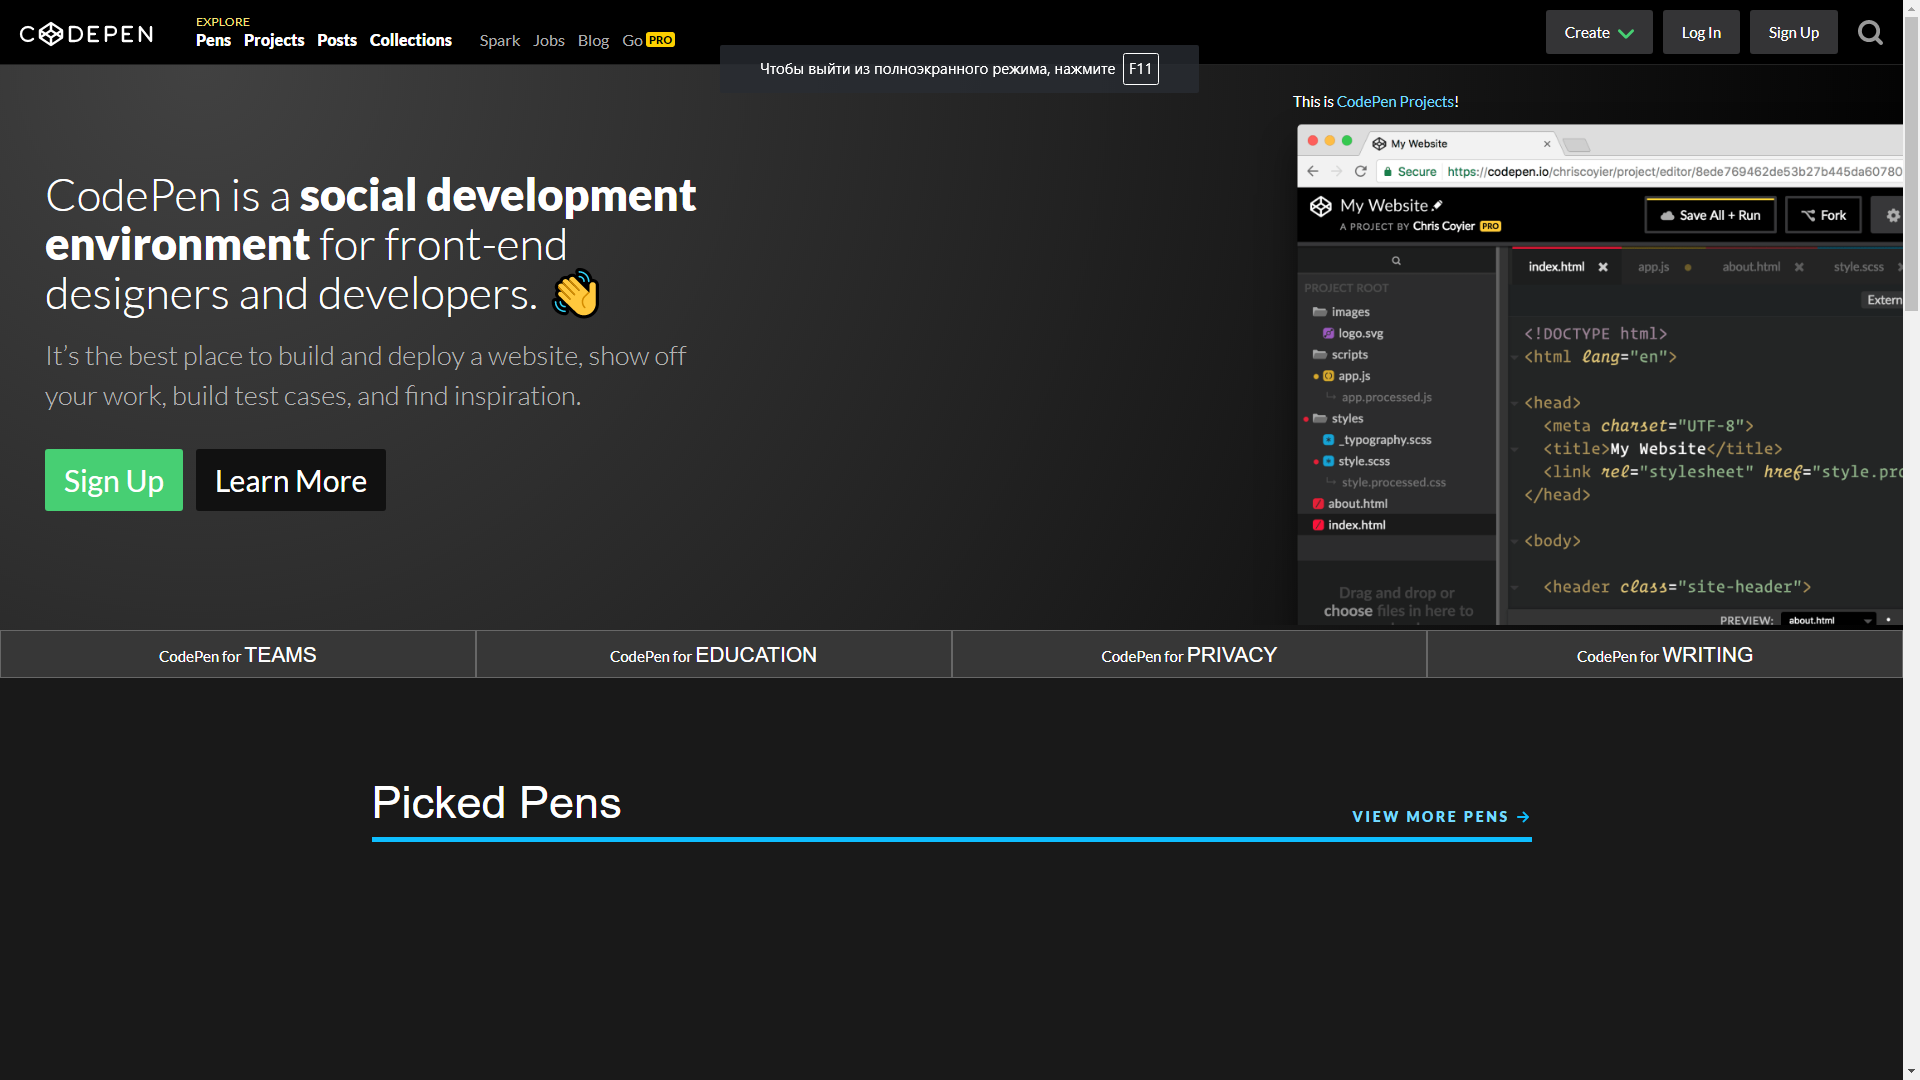 CODEPEN
EXPLORE
Pens Projects Posts Collections Spark Jobs Blog Go PRO
Create Log In Sign Up
Чтобы выйти из полноэкранного режима, нажмите F11
CodePen is a social development
environment for front-end
designers and developers.
It’s the best place to build and deploy a website, show off
your work, build test cases, and find inspiration.
Sign Up Learn More
This is CodePen Projects!
My Website
Secure https://codepen.io/chriscoyier/project/editor/8ede769462de53b27b445da60780
My Website
A PROJECT BY Chris Coyier PRO
Save All + Run Fork
PROJECT ROOT
images
logo.svg
scripts
app.js
app.processed.js
styles
_typography.scss
style.scss
style.processed.css
about.html
index.html
Drag and drop or
choose files in here to
index.html app.js about.html style.scss
Extern
<!DOCTYPE html>
<html lang="en">
<head>
<meta charset="UTF-8">
<title>My Website</title>
<link rel="stylesheet" href="style.pro
</head>
<body>
<header class="site-header">
PREVIEW: about.html
CodePen for TEAMS
CodePen for EDUCATION
CodePen for PRIVACY
CodePen for WRITING
Picked Pens
VIEW MORE PENS →